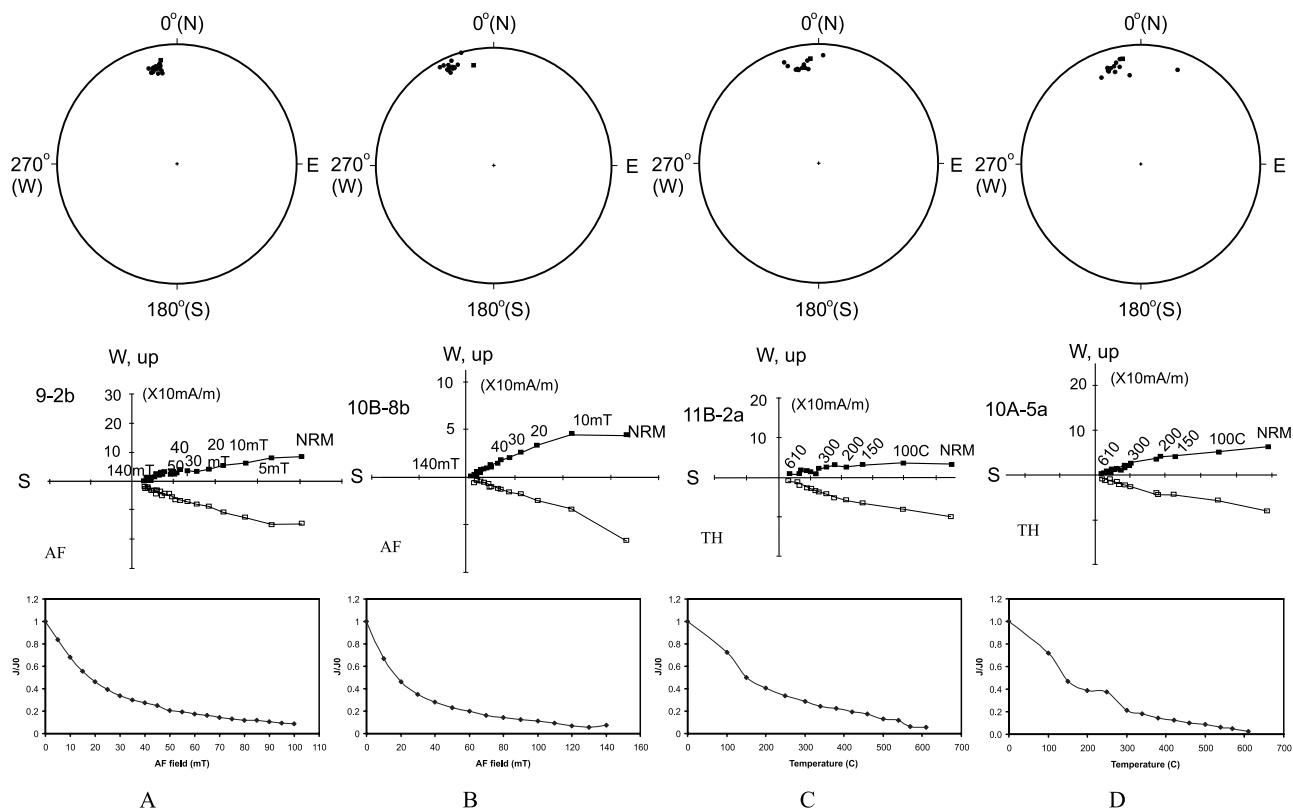 0°(N) 0°(N) 0°(N) 0°(N)
270° E 270° E 270° E 270° E
(W) (W) (W) (W)
180°(S) 180°(S) 180°(S) 180°(S)
W, up W, up W, up W, up
9-2b (X10mA/m) 30 20 10 40 20 10mT NRM 140mT 50 30 mT 5mT S AF
10B-8b (X10mA/m) 10 5 10mT 20 30 40 140mT S AF
11B-2a (X10mA/m) 20 10 610 300 200 150 100C NRM S TH
10A-5a (X10mA/m) 20 10 610 300 200 150 100C NRM S TH
1.2 1 0.8 0.6 0.4 0.2 0
J/J0
0 10 20 30 40 50 60 70 80 90 100 110
AF field (mT)
1.2 1 0.8 0.6 0.4 0.2 0
J/J0
0 20 40 60 80 100 120 140 160
AF field (mT)
1.2 1 0.8 0.6 0.4 0.2 0
J/J0
0 100 200 300 400 500 600 700
Temperature (C)
1.2 1 0.8 0.6 0.4 0.2 0.0
J/J0
0 100 200 300 400 500 600 700
Temperature (C)
A B C D